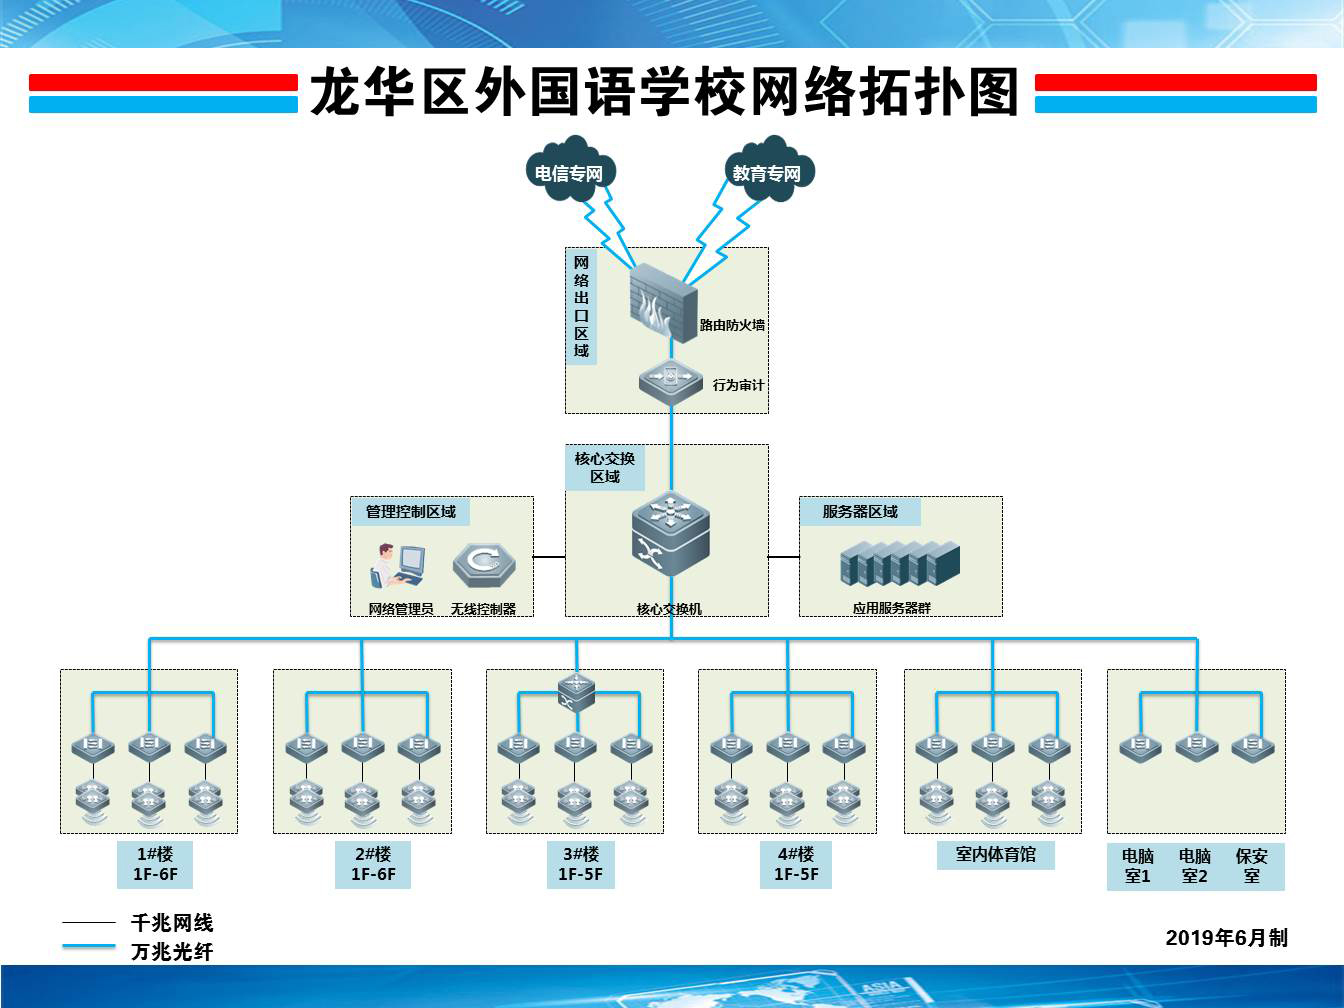 龙华区外国语学校网络拓扑图
电信专网
教育专网
网
络
出
口
区
域
路由防火墙
行为审计
核心交换
区域
管理控制区域
服务器区域
网络管理员
无线控制器
核心交换机
应用服务器群
1#楼
1F-6F
2#楼
1F-6F
3#楼
1F-5F
4#楼
1F-5F
室内体育馆
电脑
室1
电脑
室2
保安
室
千兆网线
万兆光纤
2019年6月制
ASIA